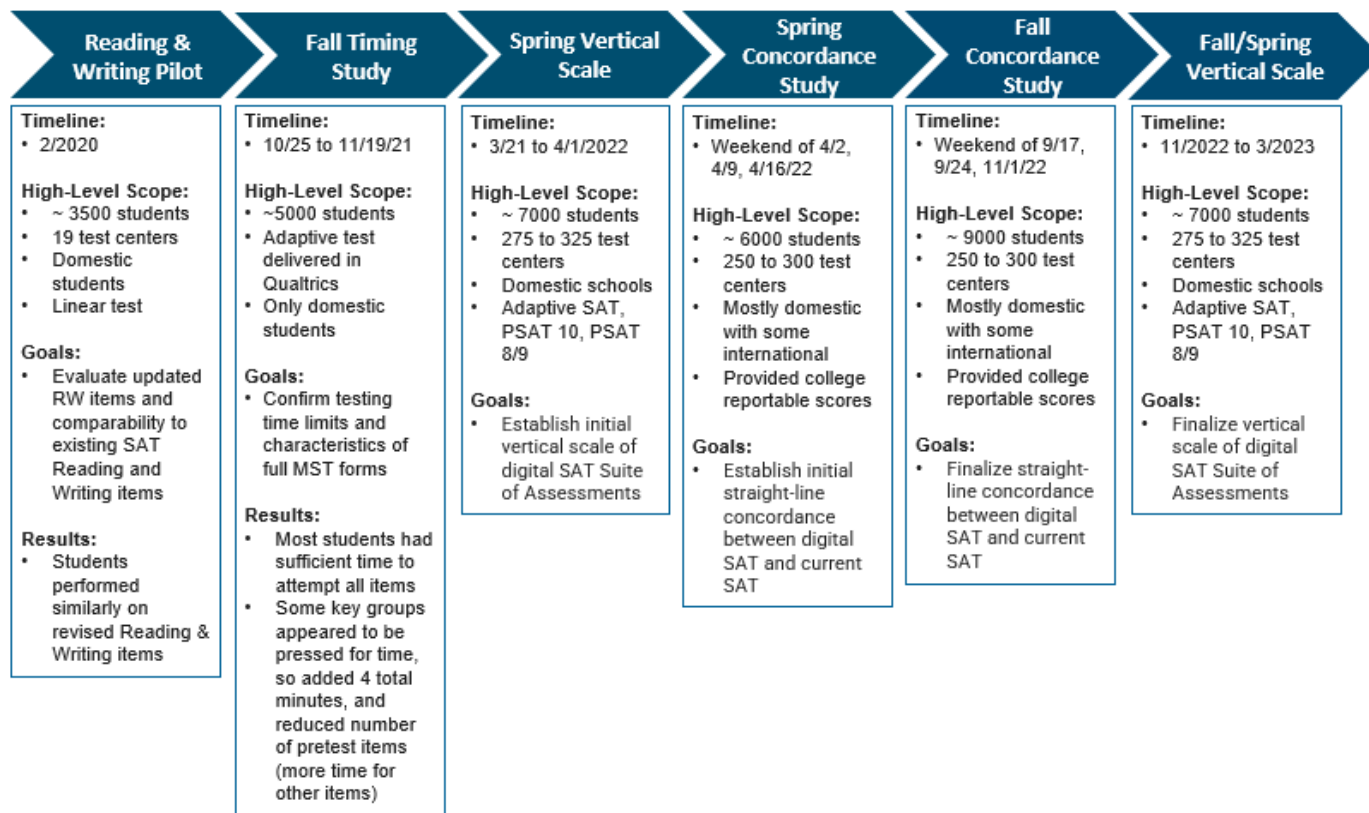 Reading &
Writing Pilot
Timeline:
• 2/2020
High-Level Scope:
• ~ 3500 students
• 19 test centers
• Domestic
students
• Linear test
Goals:
• Evaluate updated
RW items and
comparability to
existing SAT
Reading and
Writing items
Results:
• Students
performed
similarly on
revised Reading &
Writing items
Fall Timing
Study
Timeline:
• 10/25 to 11/19/21
High-Level Scope:
• ~5000 students
• Adaptive test
delivered in
Qualtrics
• Only domestic
students
Goals:
• Confirm testing
time limits and
characteristics of
full MST forms
Results:
• Most students had
sufficient time to
attempt all items
• Some key groups
appeared to be
pressed for time,
so added 4 total
minutes, and
reduced number
of pretest items
(more time for
other items)
Spring Vertical
Scale
Timeline:
• 3/21 to 4/1/2022
High-Level Scope:
• ~ 7000 students
• 275 to 325 test
centers
• Domestic schools
• Adaptive SAT,
PSAT 10, PSAT
8/9
Goals:
• Establish initial
vertical scale of
digital SAT Suite
of Assessments
Spring
Concordance
Study
Timeline:
• Weekend of 4/2,
4/9, 4/16/22
High-Level Scope:
• ~ 6000 students
• 250 to 300 test
centers
• Mostly domestic
with some
international
• Provided college
reportable scores
Goals:
• Establish initial
straight-line
concordance
between digital
SAT and current
SAT
Fall
Concordance
Study
Timeline:
• Weekend of 9/17,
9/24, 11/1/22
High-Level Scope:
• ~ 9000 students
• 250 to 300 test
centers
• Mostly domestic
with some
international
• Provided college
reportable scores
Goals:
• Finalize straight-
line concordance
between digital
SAT and current
SAT
Fall/Spring
Vertical Scale
Timeline:
• 11/2022 to 3/2023
High-Level Scope:
• ~ 7000 students
• 275 to 325 test
centers
• Domestic schools
• Adaptive SAT,
PSAT 10, PSAT
8/9
Goals:
• Finalize vertical
scale of digital
SAT Suite of
Assessments